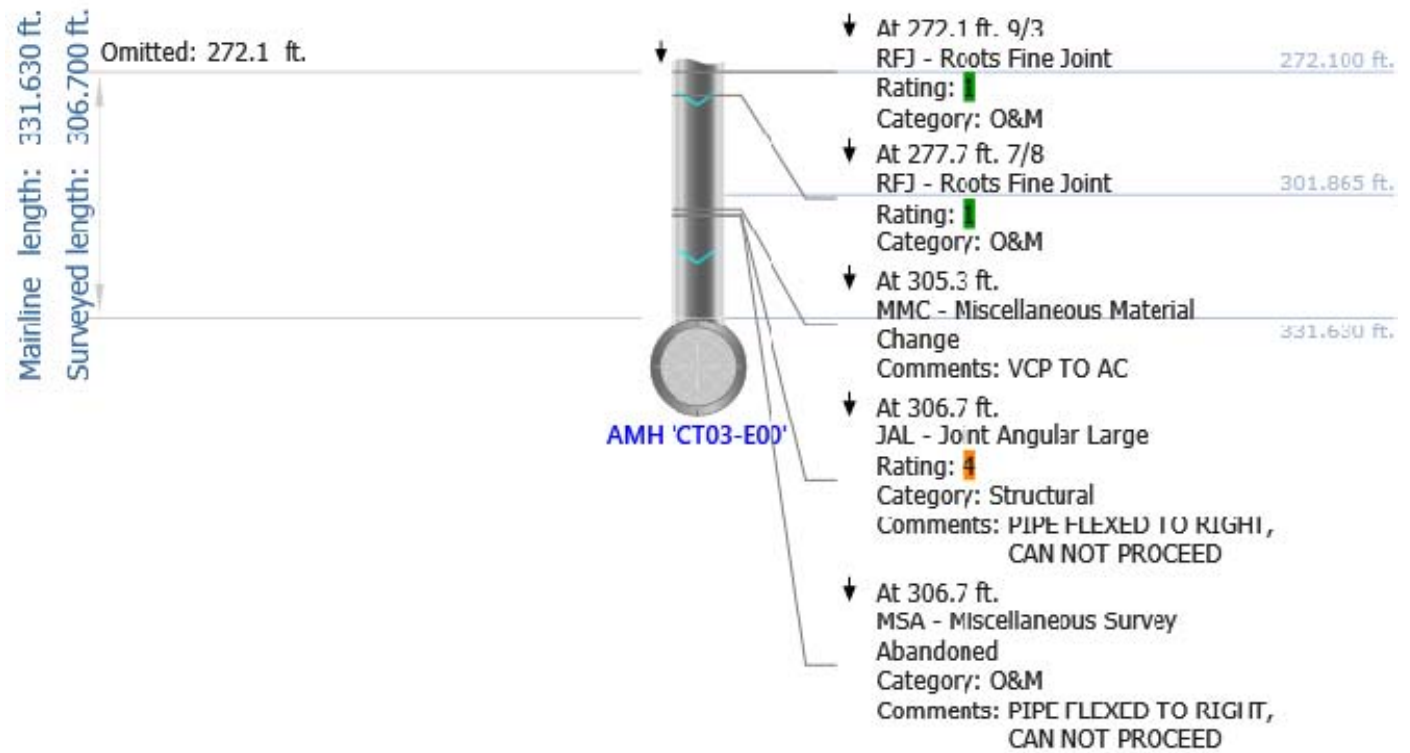 Mainline length: 331.630 ft.
Surveyed length: 306.700 ft.
Omitted: 272.1 ft.
At 272.1 ft. 9/3
RFJ - Roots Fine Joint
272.100 ft.
Rating: 1
Category: O&M
At 277.7 ft. 7/8
RFJ - Roots Fine Joint
301.865 ft.
Rating: 1
Category: O&M
At 305.3 ft.
MMC - Miscellaneous Material
Change
331.630 ft.
Comments: VCP TO AC
AMH 'CT03-E00'
At 306.7 ft.
JAL - Joint Angular Large
Rating: 4
Category: Structural
Comments: PIPE FLEXED TO RIGHT,
CAN NOT PROCEED
At 306.7 ft.
MSA - Miscellaneous Survey
Abandoned
Category: O&M
Comments: PIPE FLEXED TO RIGHT,
CAN NOT PROCEED